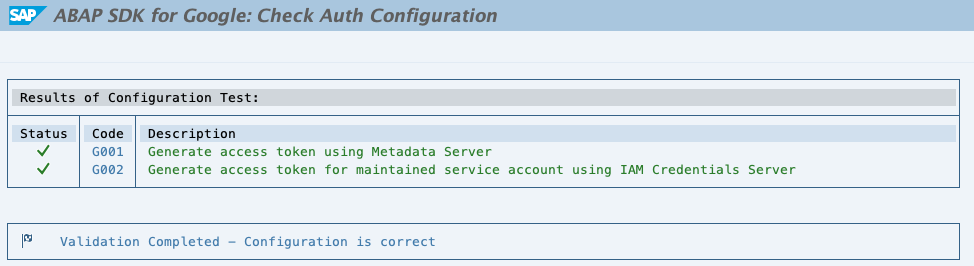 SAP ABAP SDK for Google: Check Auth Configuration
Results of Configuration Test:
Status Code Description
G001 Generate access token using Metadata Server
G002 Generate access token for maintained service account using IAM Credentials Server
Validation Completed – Configuration is correct